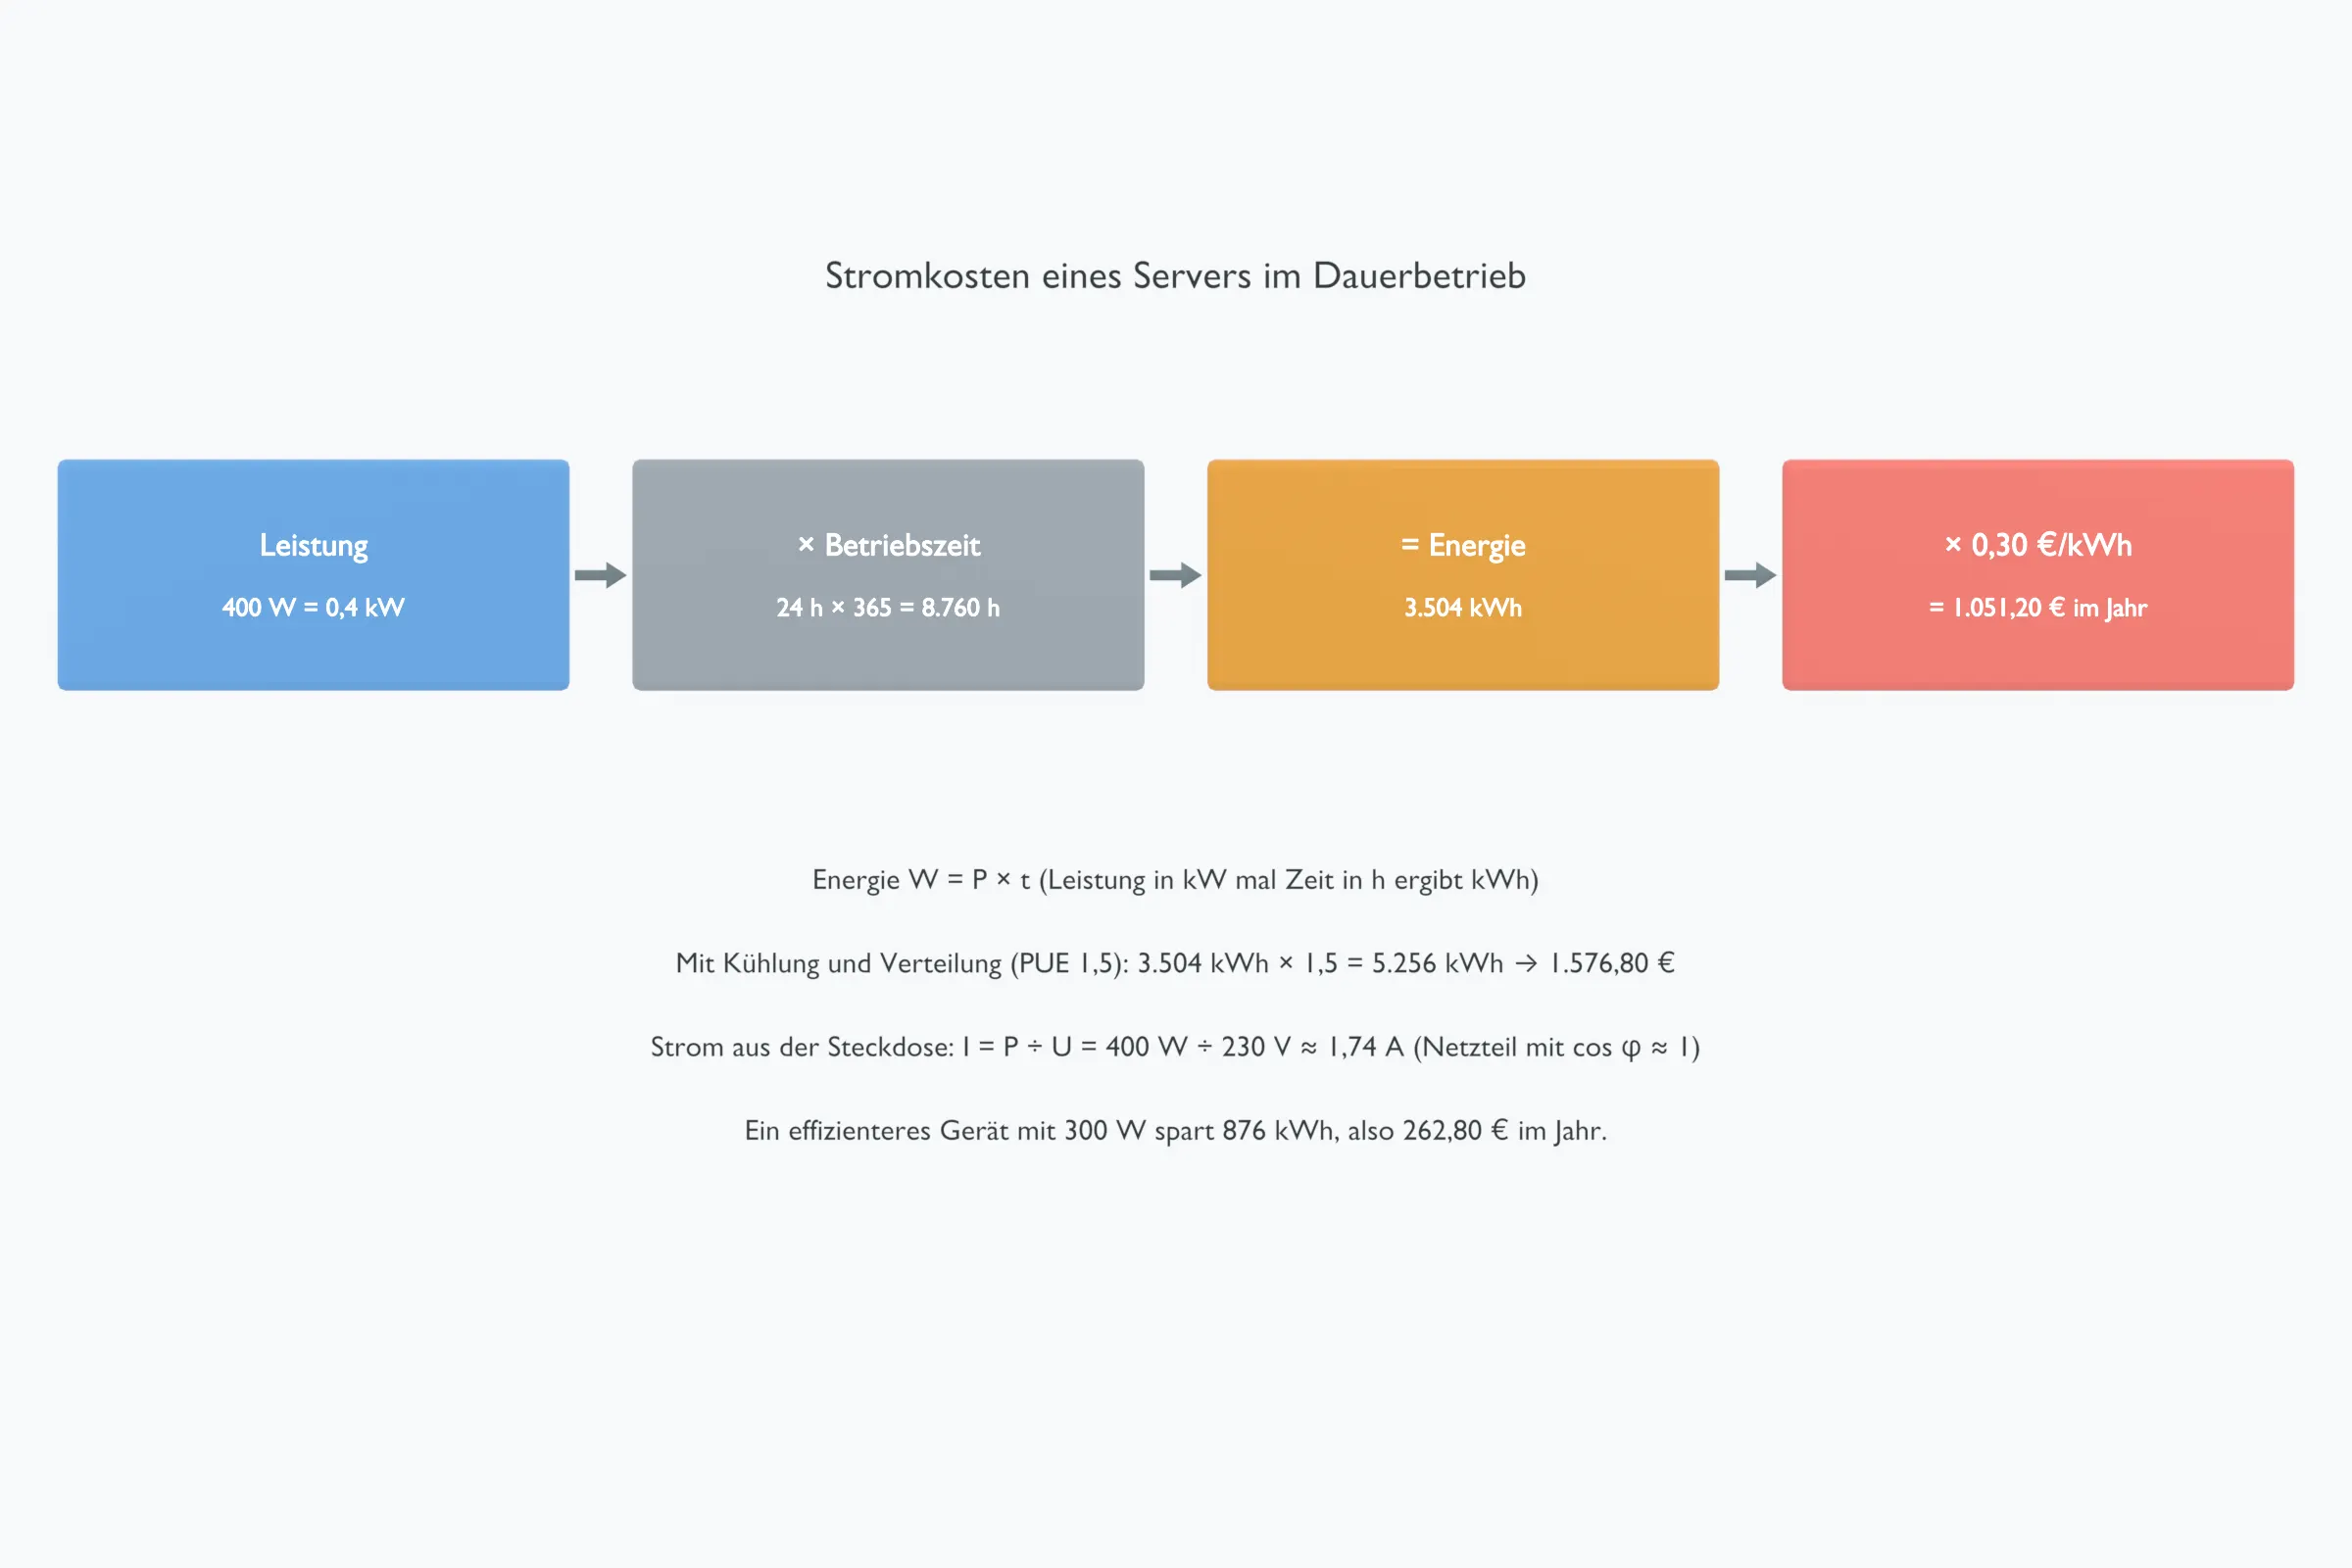 Stromkosten eines Servers im Dauerbetrieb
Leistung
400 W = 0,4 kW
× Betriebszeit
24 h × 365 = 8.760 h
= Energie
3.504 kWh
× 0,30 €/kWh
= 1.051,20 € im Jahr
Energie W = P × t (Leistung in kW mal Zeit in h ergibt kWh)
Mit Kühlung und Verteilung (PUE 1,5): 3.504 kWh × 1,5 = 5.256 kWh → 1.576,80 €
Strom aus der Steckdose: I = P ÷ U = 400 W ÷ 230 V ≈ 1,74 A (Netzteil mit cos φ ≈ 1)
Ein effizienteres Gerät mit 300 W spart 876 kWh, also 262,80 € im Jahr.